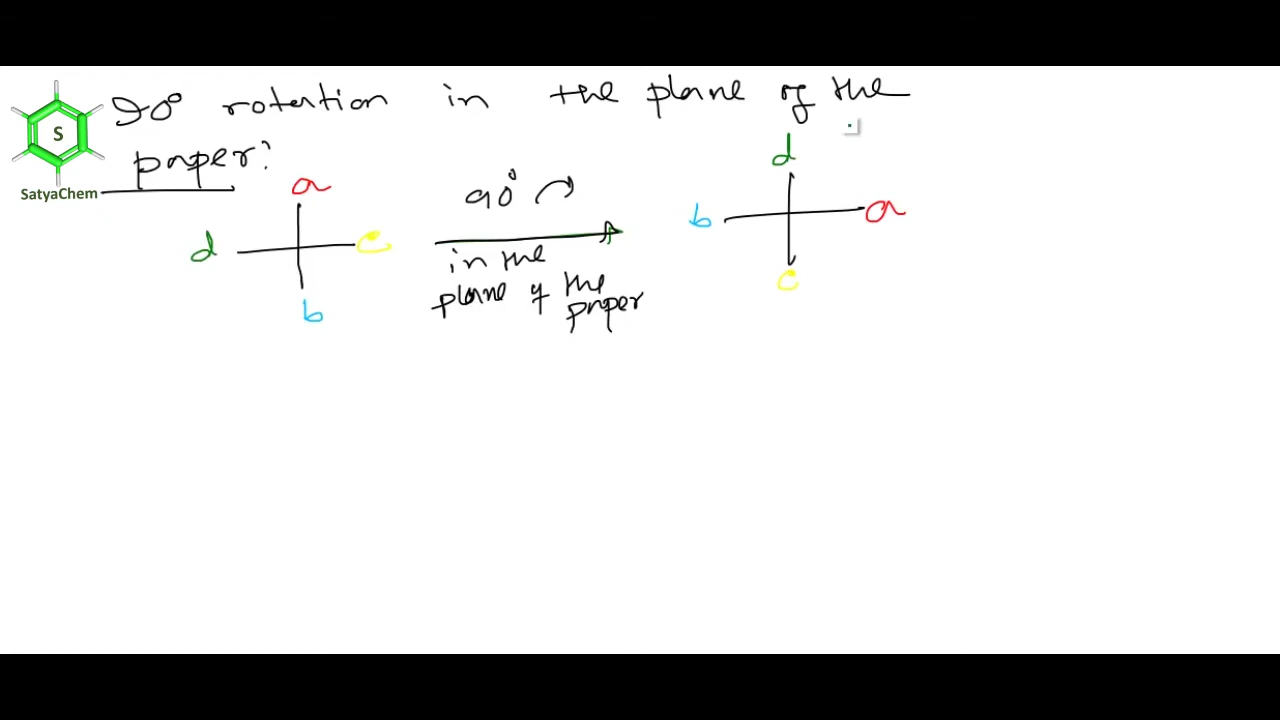 90° rotation in the plane of the
paper?
S
SatyaChem
a
d c
b
90°
in the
plane of the
paper
d
b a
c